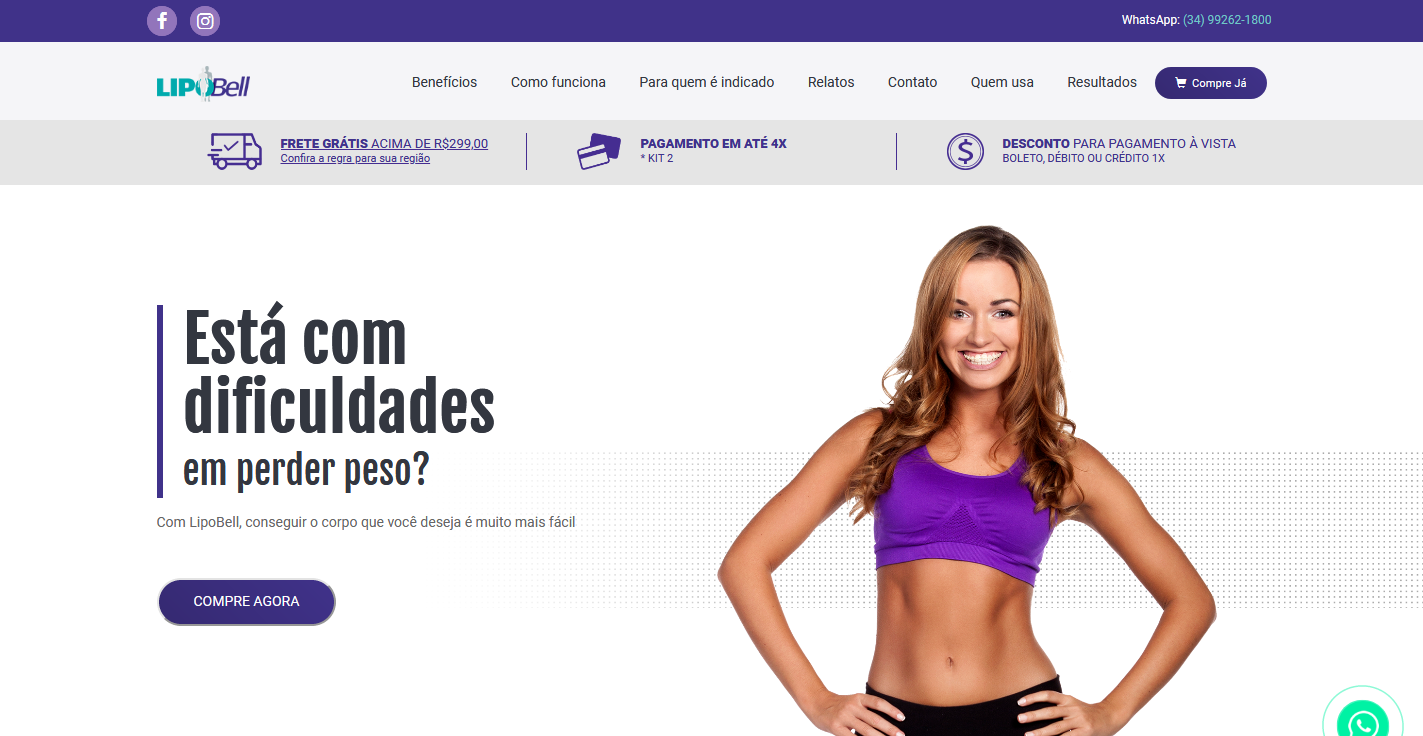 WhatsApp: (34) 99262-1800
LIPOBell
Benefícios
Como funciona
Para quem é indicado
Relatos
Contato
Quem usa
Resultados
Compre Já
FRETE GRÁTIS ACIMA DE R$299,00
Confira a regra para sua região
PAGAMENTO EM ATÉ 4X
* KIT 2
DESCONTO PARA PAGAMENTO À VISTA
BOLETO, DÉBITO OU CRÉDITO 1X
Está com
dificuldades
em perder peso?
Com LipoBell, conseguir o corpo que você deseja é muito mais fácil
COMPRE AGORA